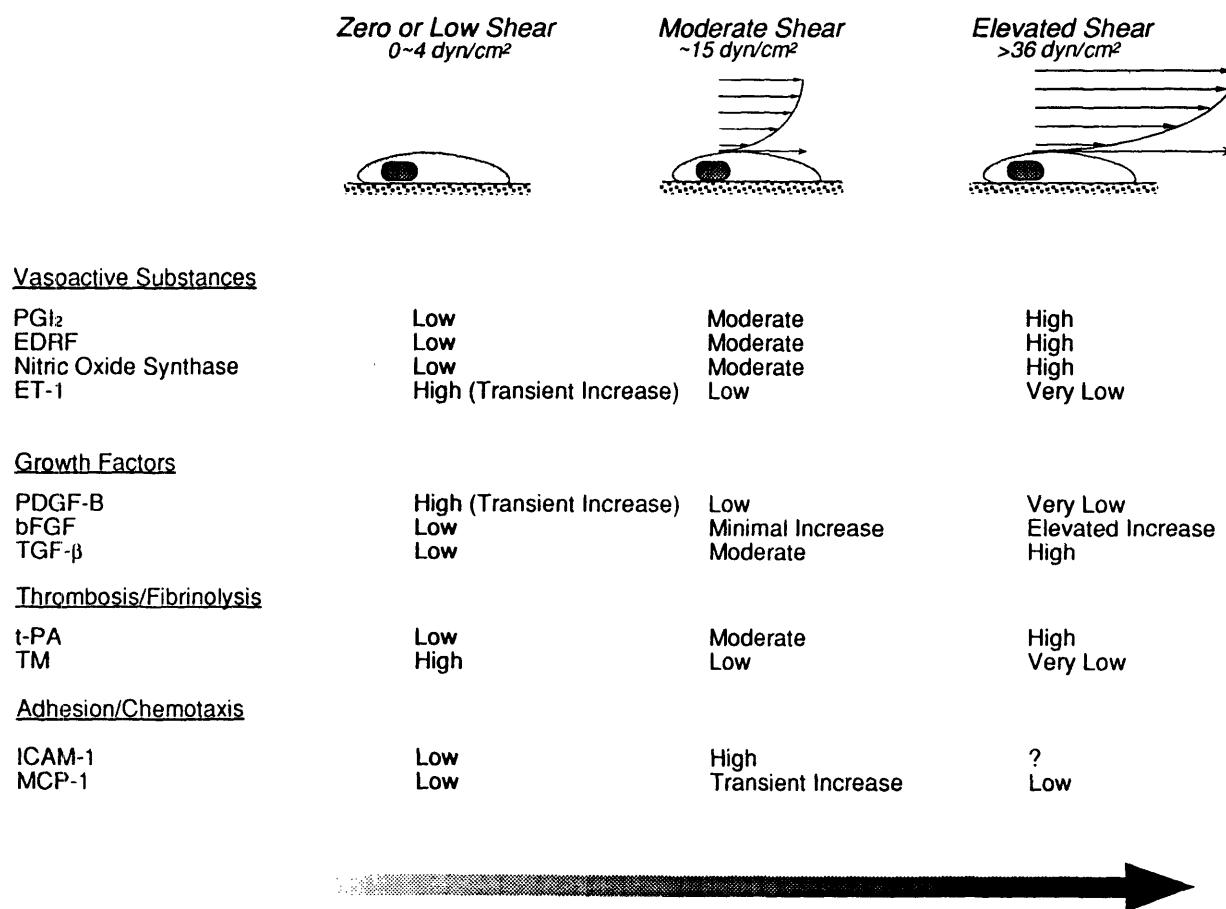 Zero or Low Shear Moderate Shear Elevated Shear
0~4 dyn/cm² ~15 dyn/cm² >36 dyn/cm²
Vasoactive Substances
PGI₂ Low Moderate High
EDRF Low Moderate High
Nitric Oxide Synthase Low Moderate High
ET-1 High (Transient Increase) Low Very Low
Growth Factors
PDGF-B High (Transient Increase) Low Very Low
bFGF Low Minimal Increase Elevated Increase
TGF-β Low Moderate High
Thrombosis/Fibrinolysis
t-PA Low Moderate High
TM High Low Very Low
Adhesion/Chemotaxis
ICAM-1 Low High ?
MCP-1 Low Transient Increase Low